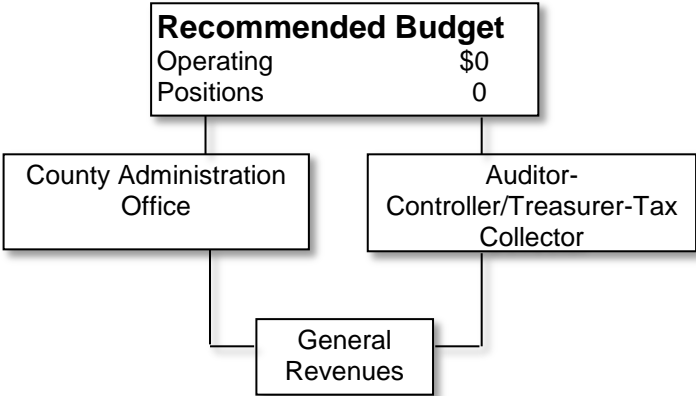 Recommended Budget
Operating $0
Positions 0
County Administration
Office
Auditor-
Controller/Treasurer-Tax
Collector
General
Revenues